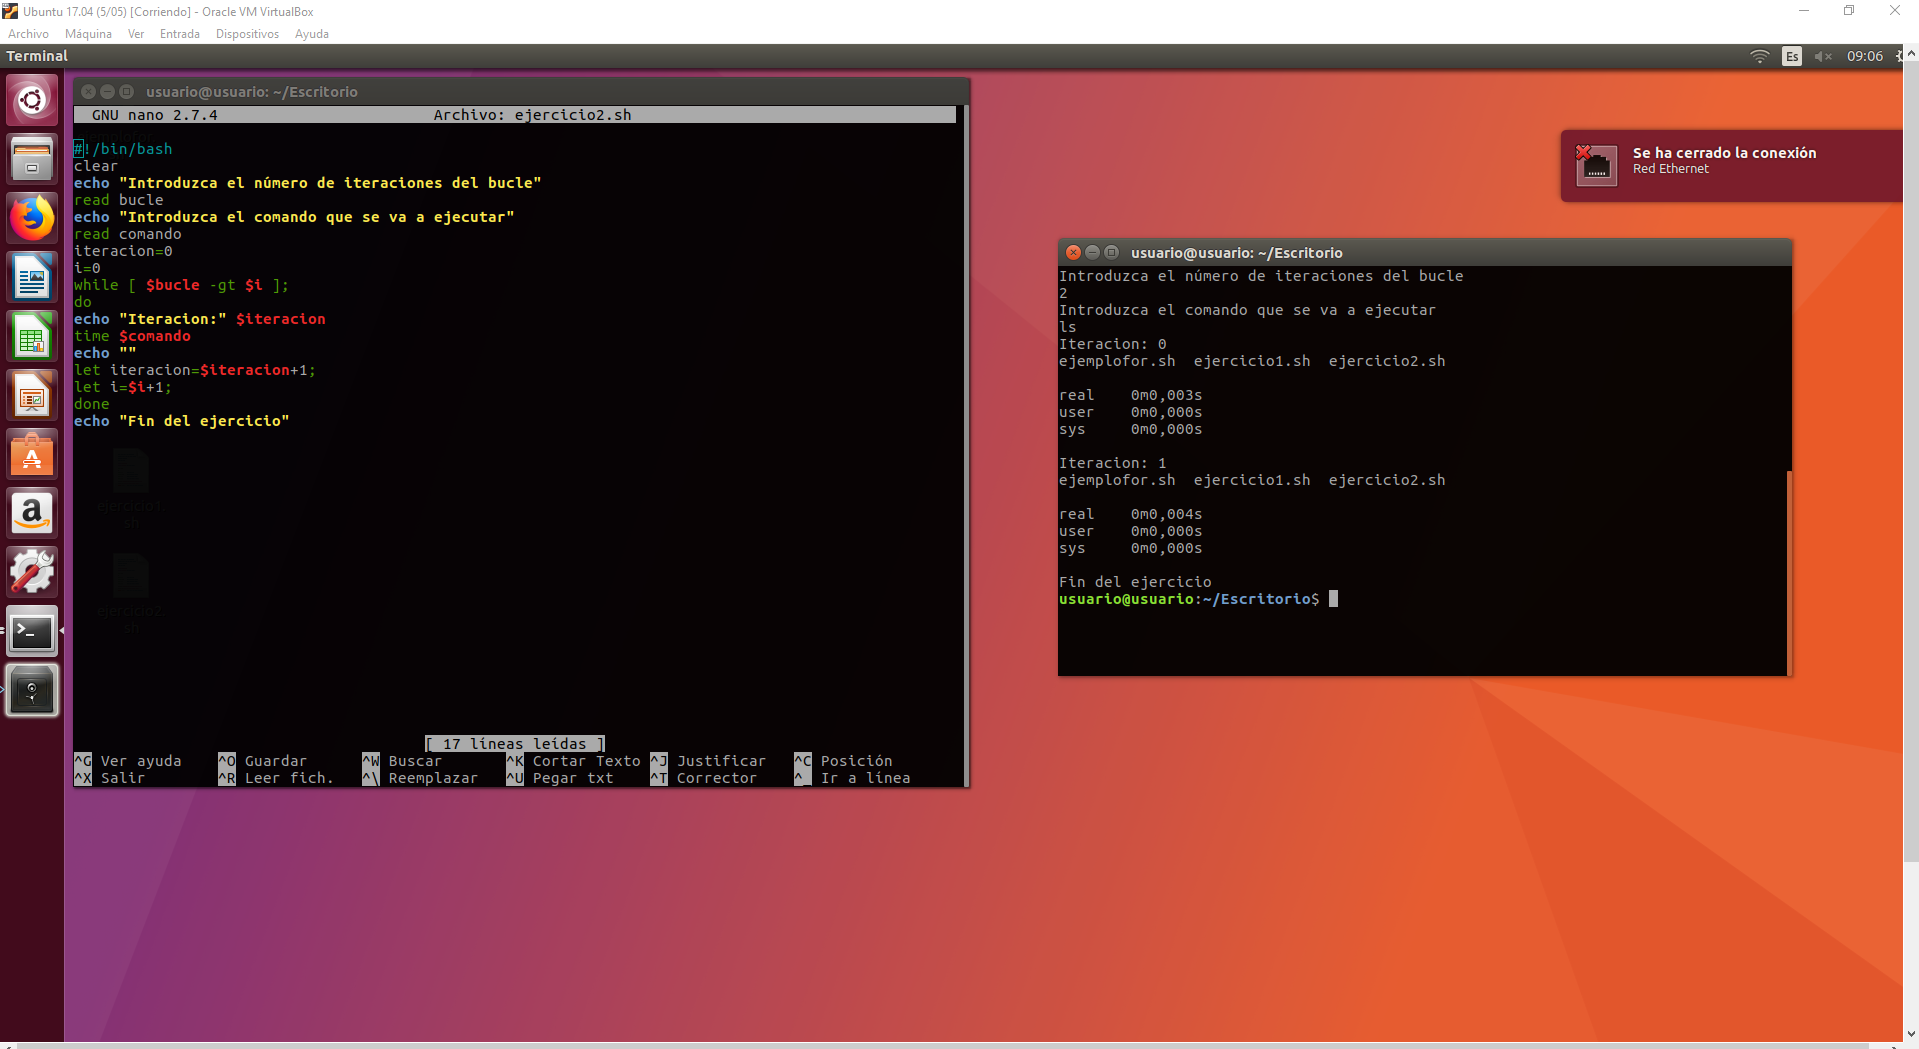 Ubuntu 17.04 (5/05) [Corriendo] - Oracle VM VirtualBox
Archivo Máquina Ver Entrada Dispositivos Ayuda
Terminal
Es
09:06
usuario@usuario: ~/Escritorio
GNU nano 2.7.4 Archivo: ejercicio2.sh
#!/bin/bash
clear
echo "Introduzca el número de iteraciones del bucle"
read bucle
echo "Introduzca el comando que se va a ejecutar"
read comando
iteracion=0
i=0
while [ $bucle -gt $i ];
do
echo "Iteracion:" $iteracion
time $comando
echo ""
let iteracion=$iteracion+1;
let i=$i+1;
done
echo "Fin del ejercicio"
ejercicio1.
sh
ejercicio2.
sh
[ 17 líneas leídas ]
^G Ver ayuda ^O Guardar ^W Buscar ^K Cortar Texto ^J Justificar ^C Posición
^X Salir ^R Leer fich. ^\ Reemplazar ^U Pegar txt ^T Corrector ^_ Ir a línea
Se ha cerrado la conexión
Red Ethernet
usuario@usuario: ~/Escritorio
Introduzca el número de iteraciones del bucle
2
Introduzca el comando que se va a ejecutar
ls
Iteracion: 0
ejemplofor.sh ejercicio1.sh ejercicio2.sh
real 0m0,003s
user 0m0,000s
sys 0m0,000s
Iteracion: 1
ejemplofor.sh ejercicio1.sh ejercicio2.sh
real 0m0,004s
user 0m0,000s
sys 0m0,000s
Fin del ejercicio
usuario@usuario:~/Escritorio$